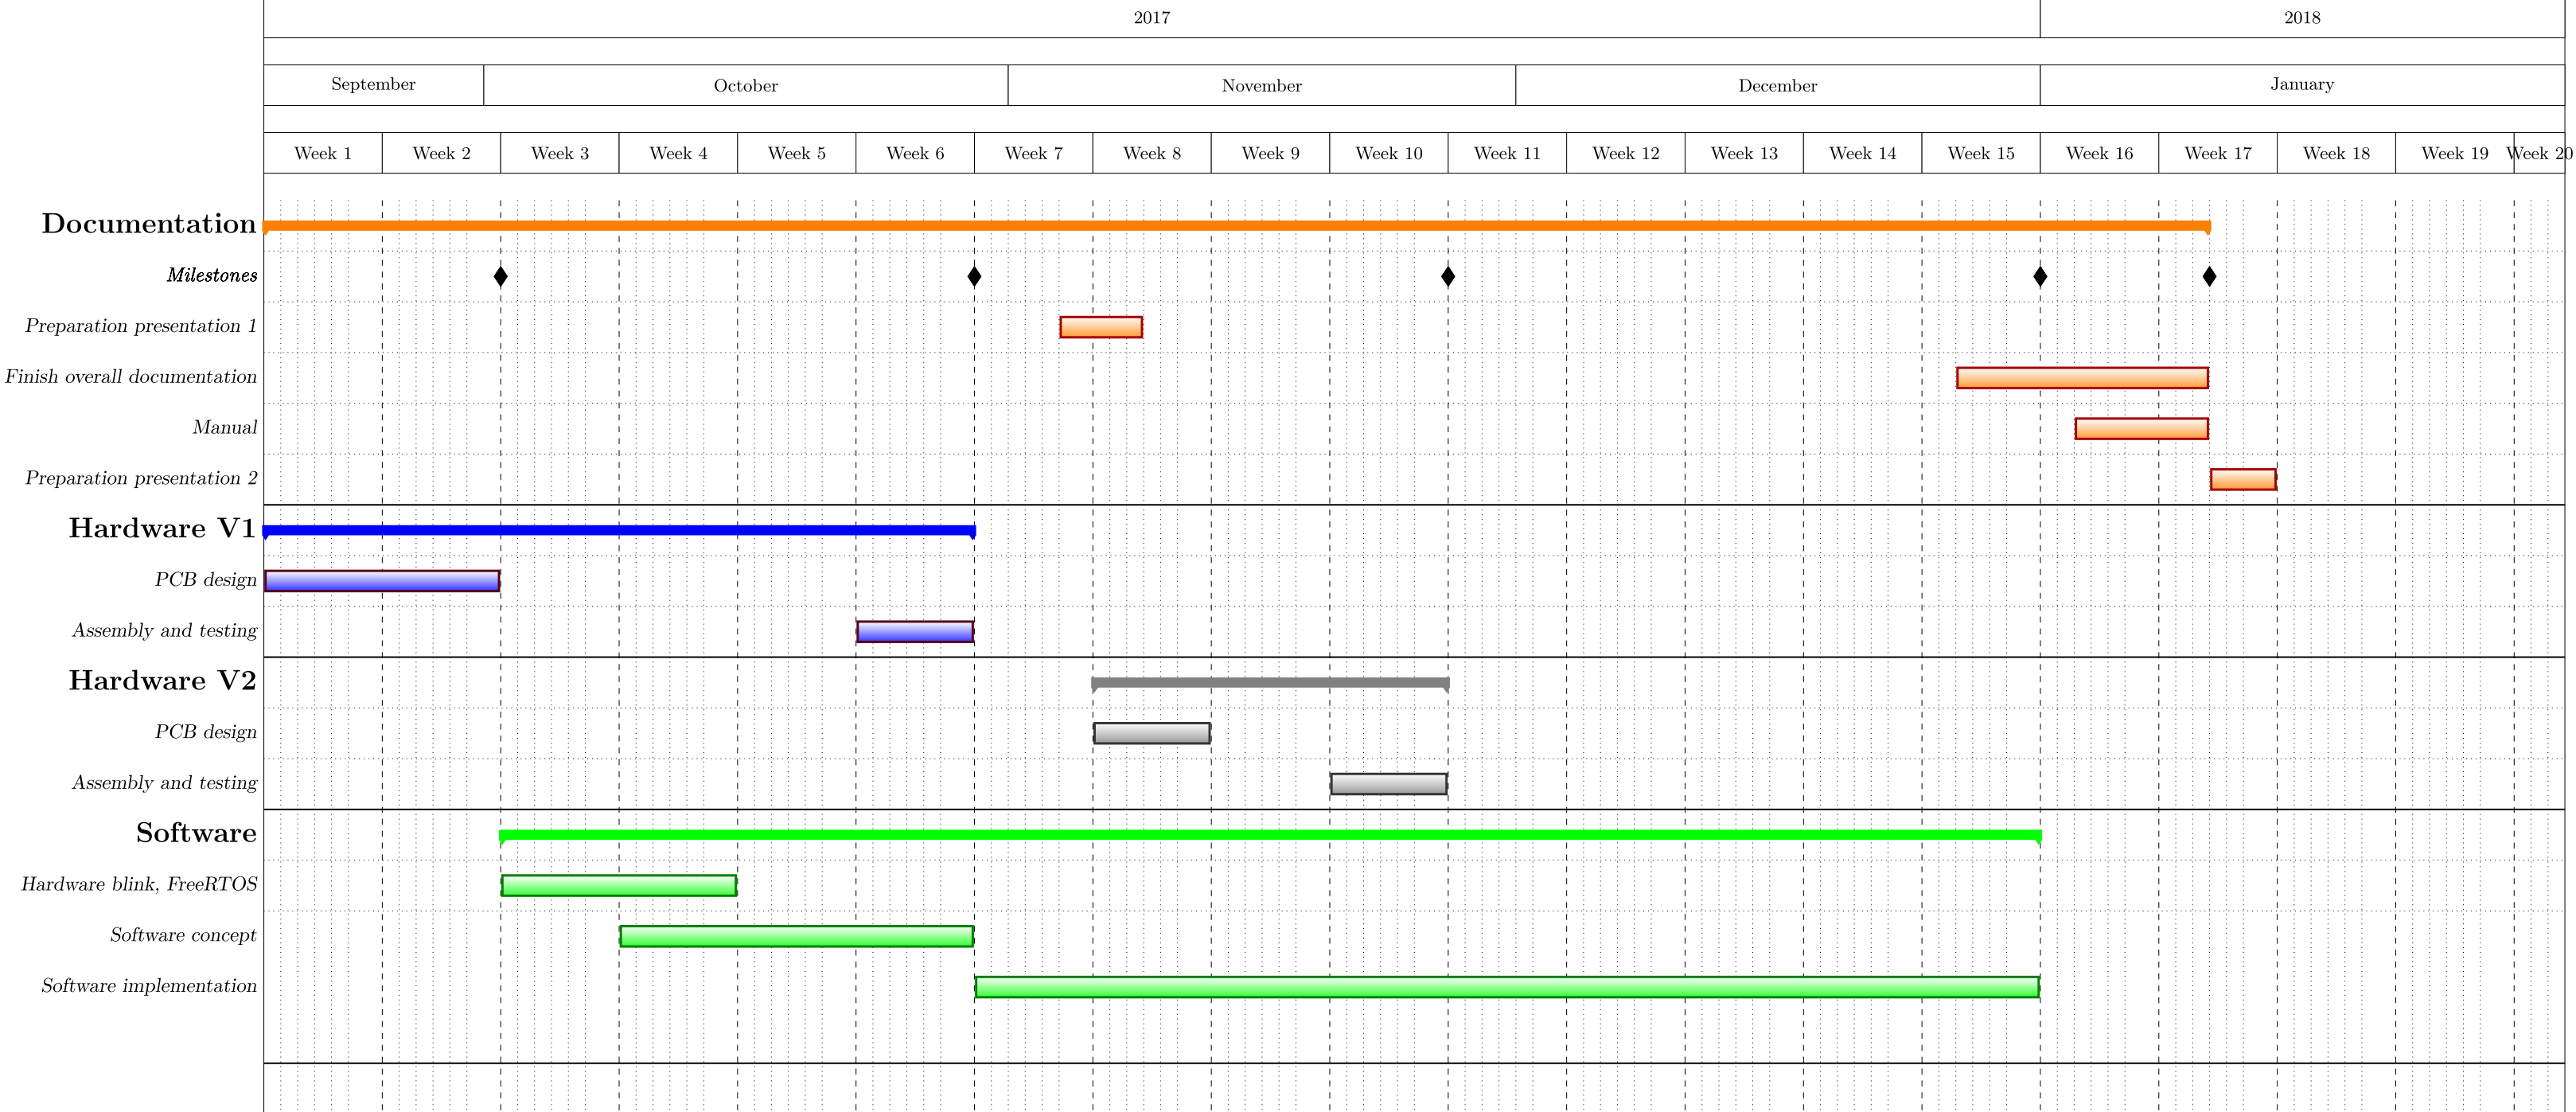 2017 2018
September October November December January
Week 1 Week 2 Week 3 Week 4 Week 5 Week 6 Week 7 Week 8 Week 9 Week 10 Week 11 Week 12 Week 13 Week 14 Week 15 Week 16 Week 17 Week 18 Week 19 Week 20
Documentation
Milestones
Preparation presentation 1
Finish overall documentation
Manual
Preparation presentation 2
Hardware V1
PCB design
Assembly and testing
Hardware V2
PCB design
Assembly and testing
Software
Hardware blink, FreeRTOS
Software concept
Software implementation